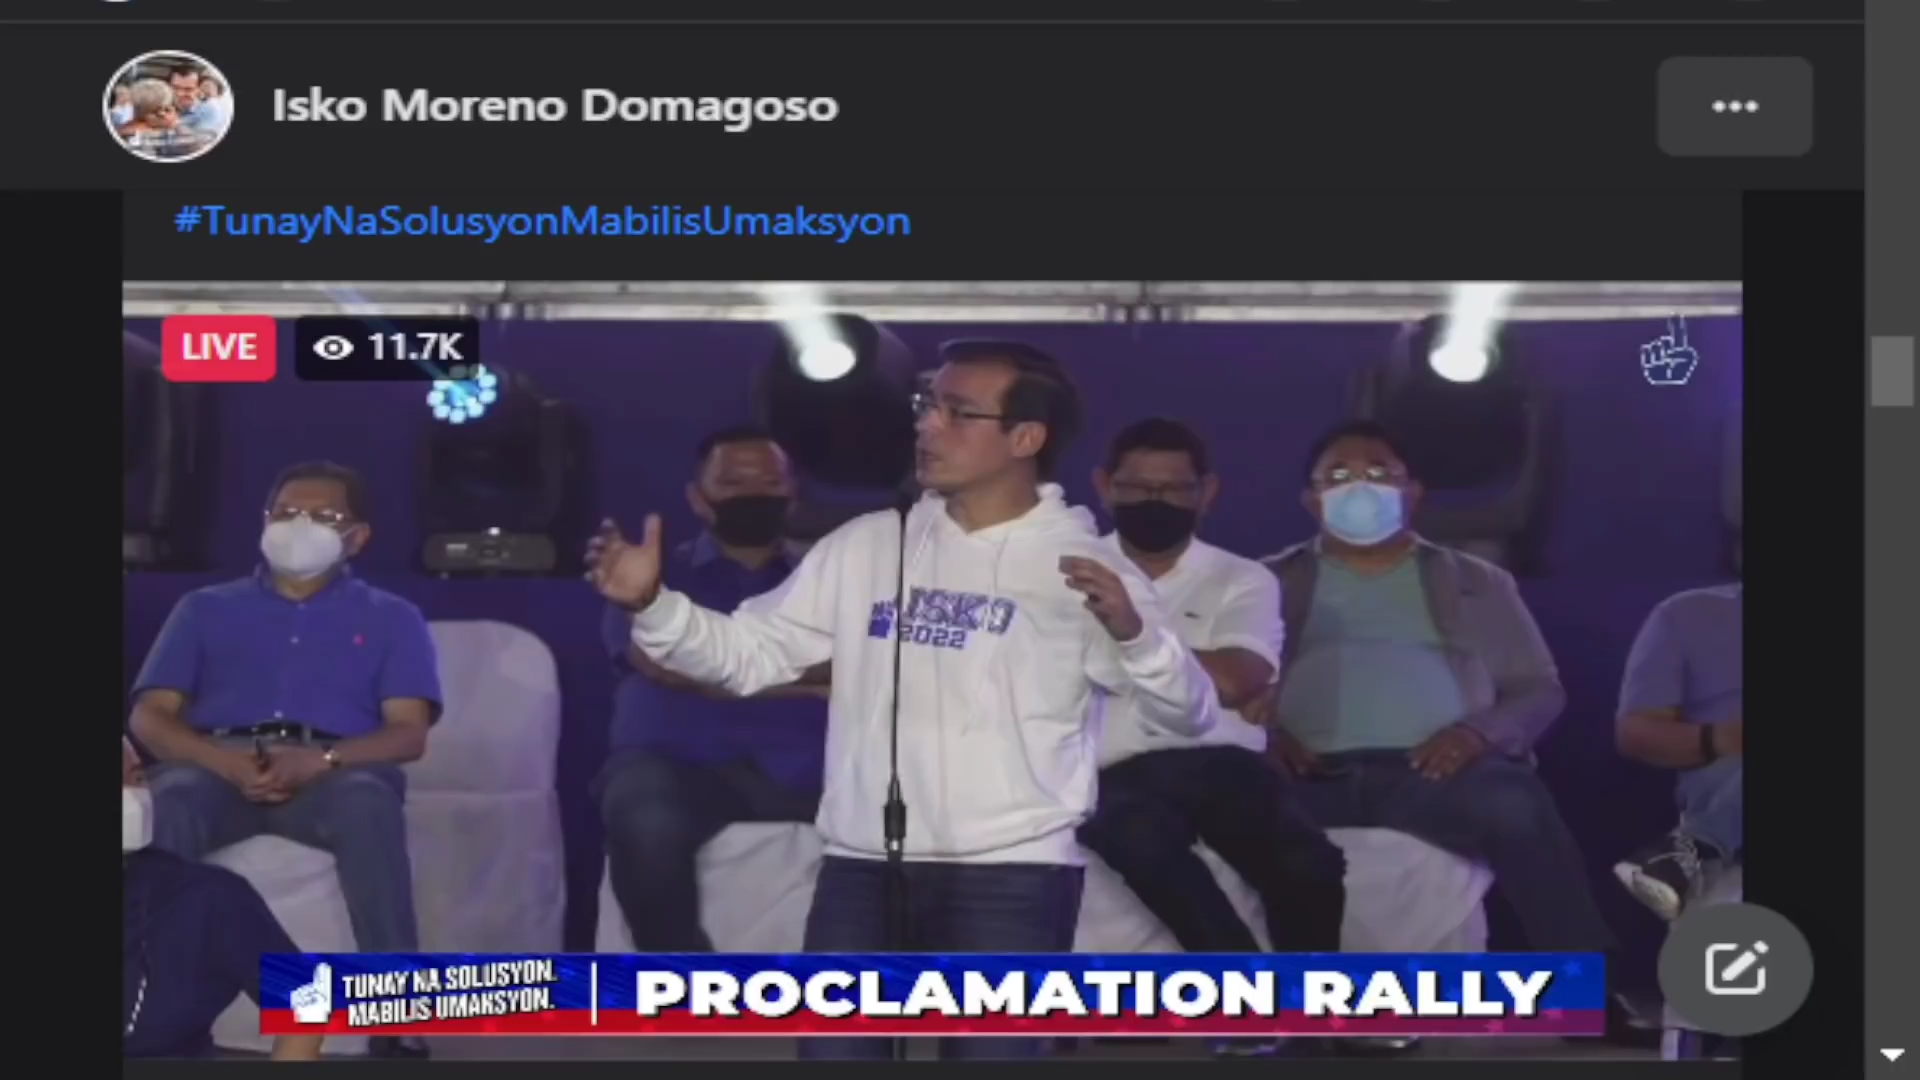 Isko Moreno Domagoso
#TunayNaSolusyonMabilisUmaksyon
LIVE
11.7K
ISKO
2022
TUNAY NA SOLUSYON.
MABILIS UMAKSYON.
PROCLAMATION RALLY